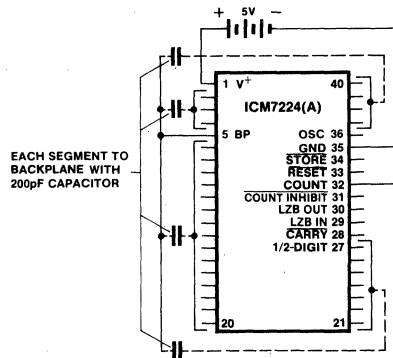 + 5V −
1 V+
40
ICM7224(A)
5 BP
OSC 36
GND 35
STORE 34
RESET 33
COUNT 32
COUNT INHIBIT 31
LZB OUT 30
LZB IN 29
CARRY 28
1/2-DIGIT 27
20
21
EACH SEGMENT TO
BACKPLANE WITH
200pF CAPACITOR